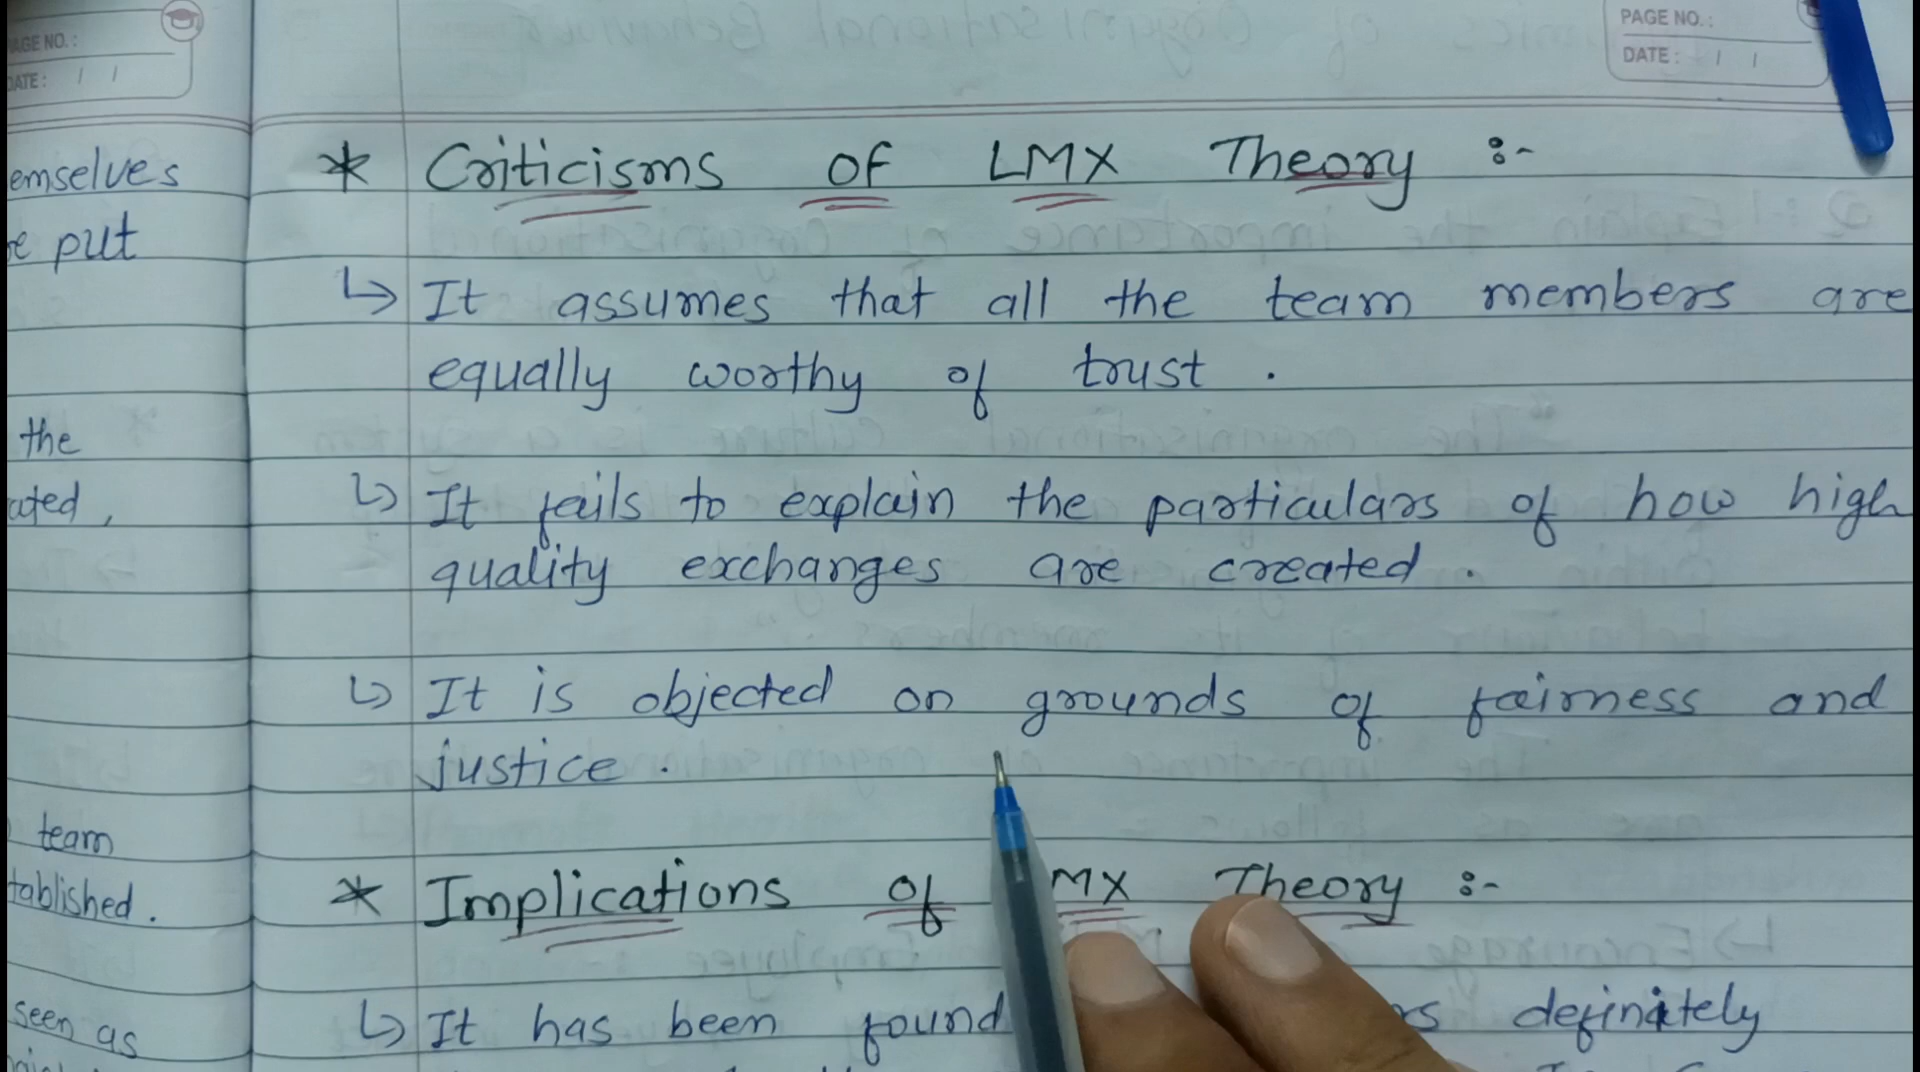 PAGE NO. :
DATE : / /
PAGE NO. :
DATE : / /
emselves
put
the
team
seen as
* Criticisms OF LMX Theory :-
↳ It assumes that all the team members are
equally worthy of trust .
↳ It fails to explain the particulars of how high
quality exchanges are created .
↳ It is objected on grounds of fairness and
justice .
* Implications of MX Theory :-
↳ It has been found definitely